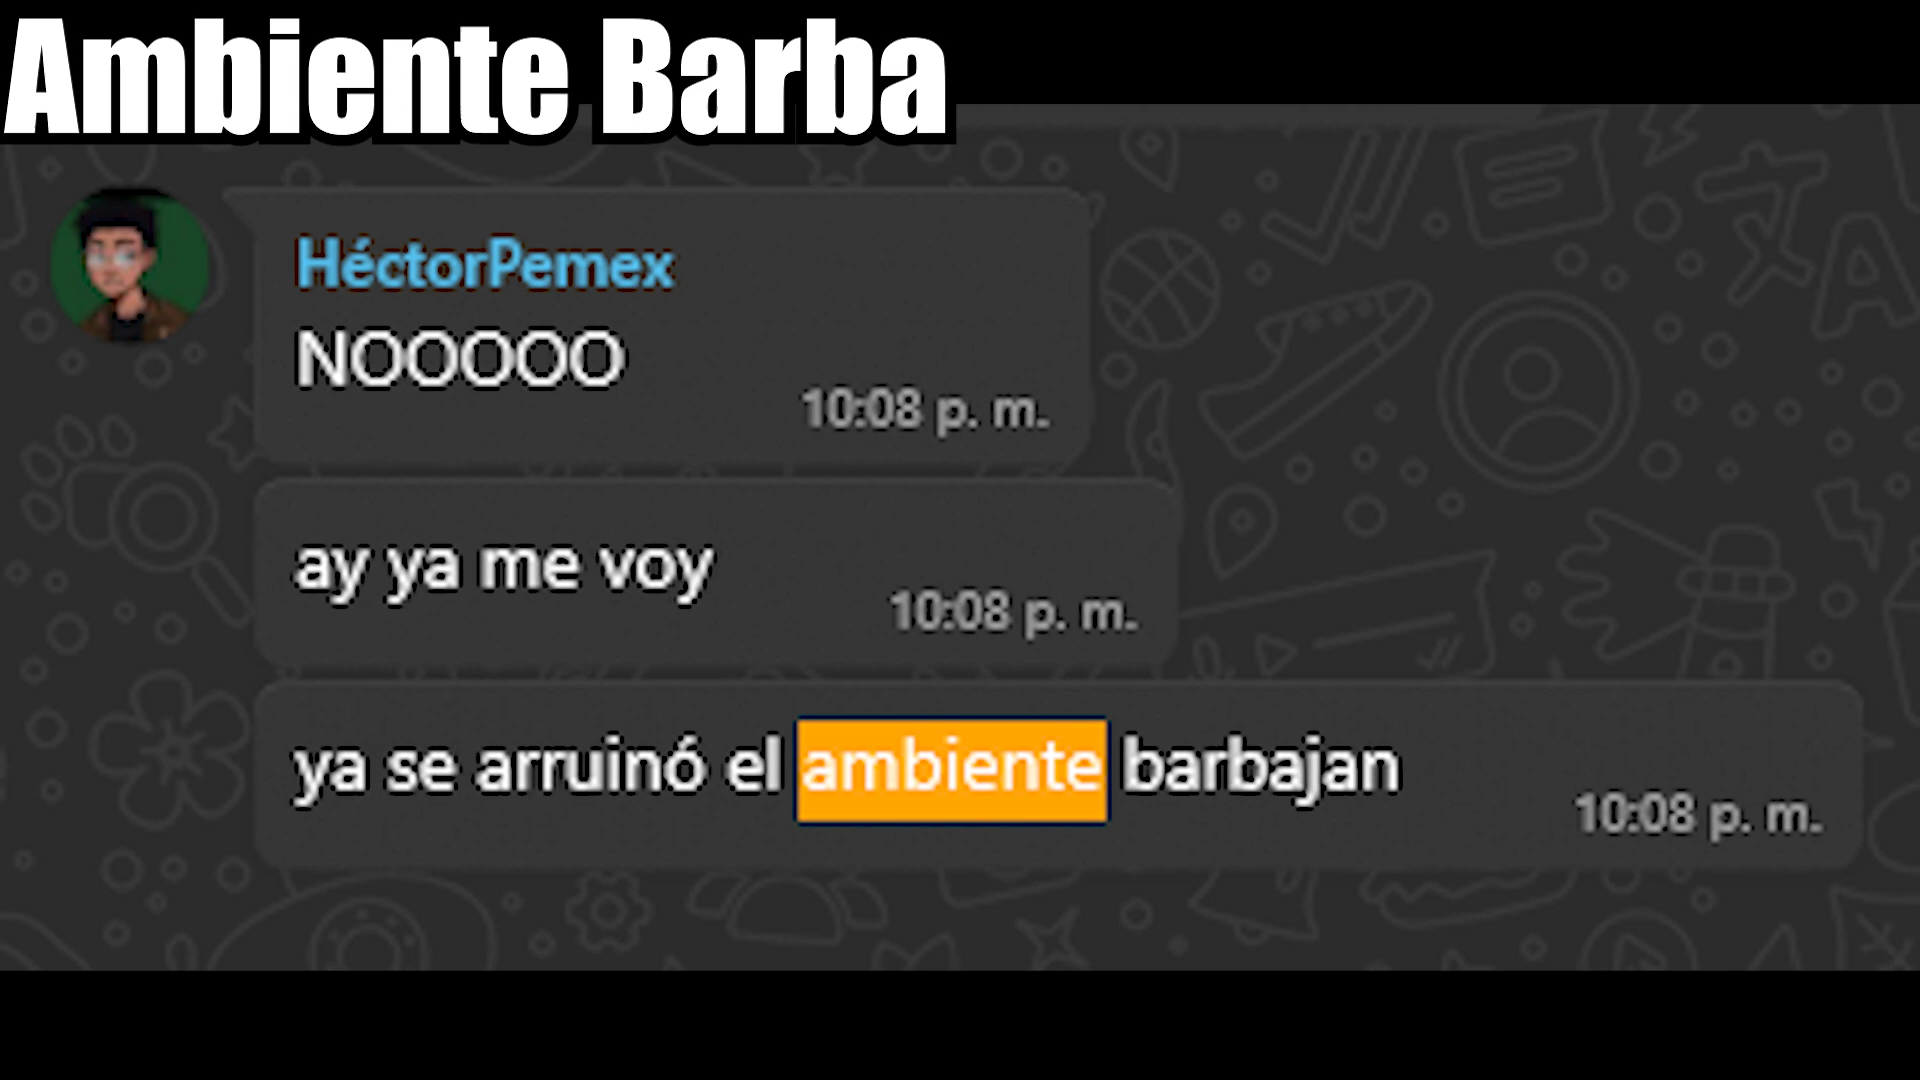 Ambiente Barba
HéctorPemex
NOOOOO
10:08 p. m.
ay ya me voy
10:08 p. m.
ya se arruinó el ambiente barbajan
10:08 p. m.